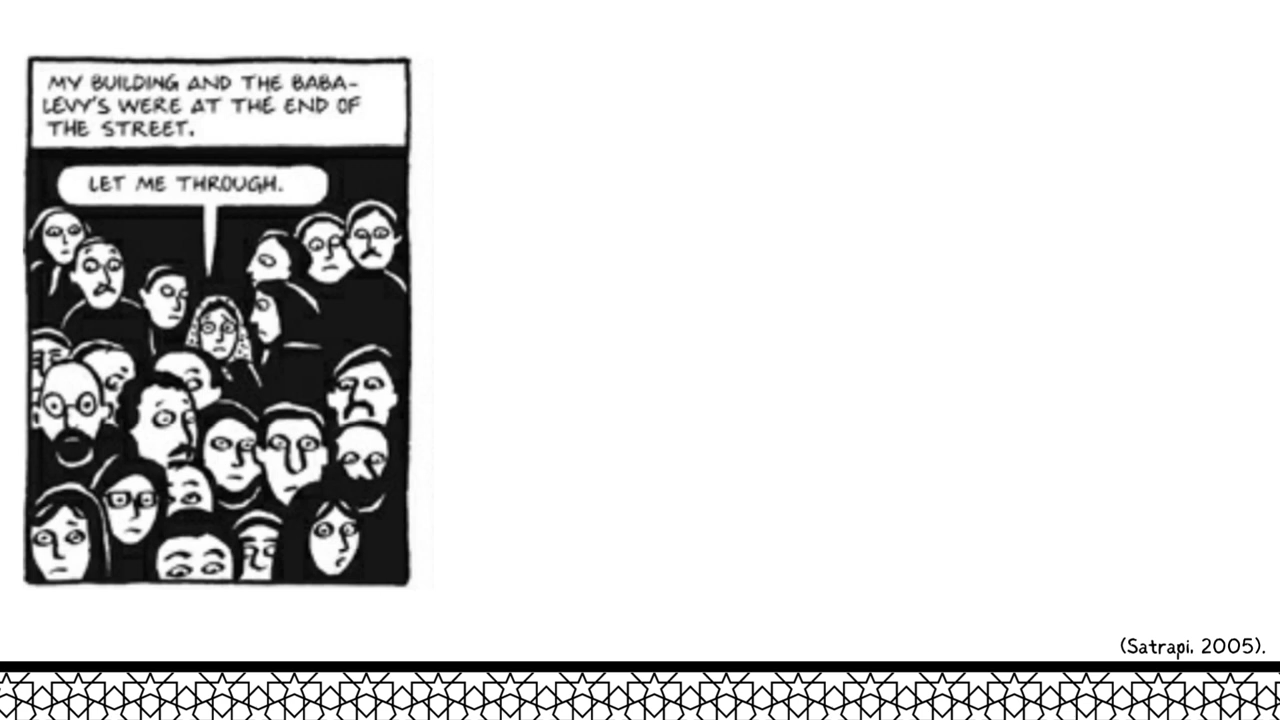 MY BUILDING AND THE BABA-
LEVY'S WERE AT THE END OF
THE STREET.
LET ME THROUGH.
(Satrapi, 2005).